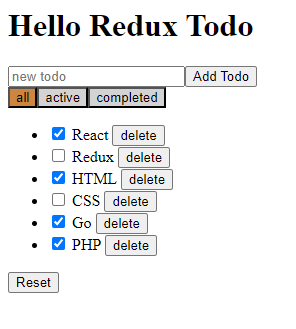 Hello Redux Todo
new todo Add Todo
all active completed
React delete
Redux delete
HTML delete
CSS delete
Go delete
PHP delete
Reset